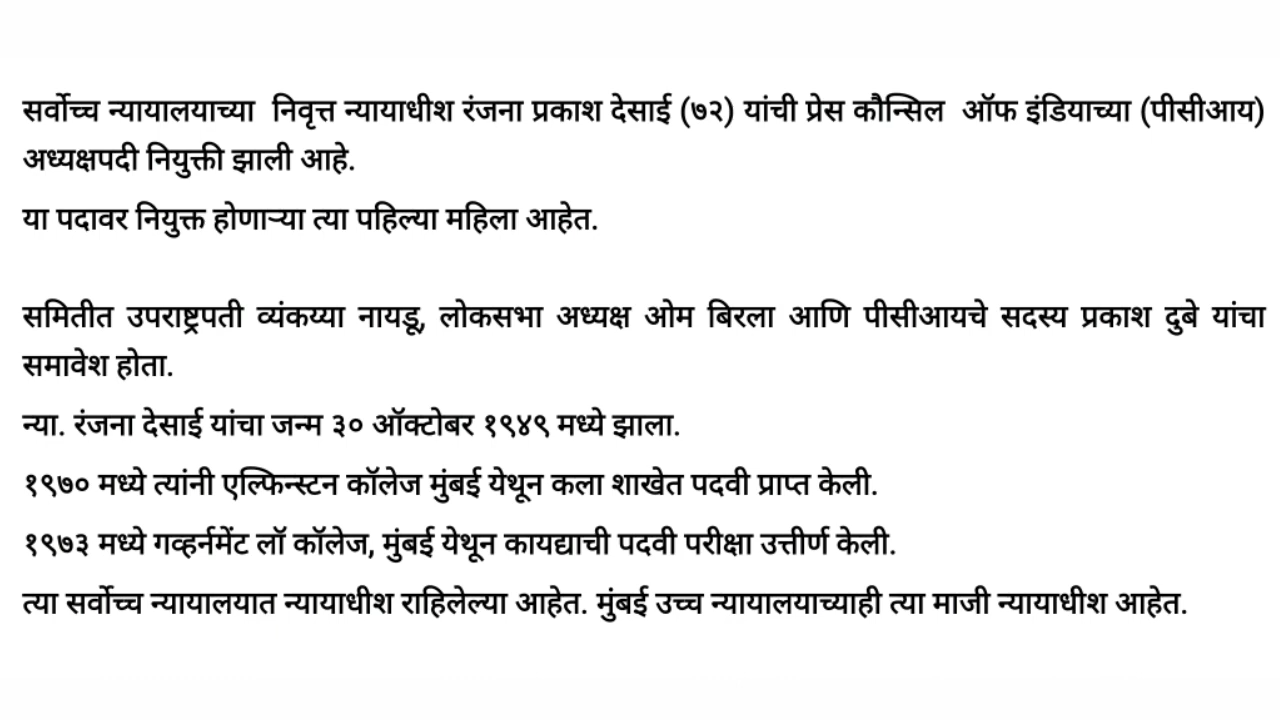 सर्वोच्च न्यायालयाच्या निवृत्त न्यायाधीश रंजना प्रकाश देसाई (७२) यांची प्रेस कौन्सिल ऑफ इंडियाच्या (पीसीआय)
अध्यक्षपदी नियुक्ती झाली आहे.
या पदावर नियुक्त होणाऱ्या त्या पहिल्या महिला आहेत.
समितीत उपराष्ट्रपती व्यंकय्या नायडू, लोकसभा अध्यक्ष ओम बिरला आणि पीसीआयचे सदस्य प्रकाश दुबे यांचा
समावेश होता.
न्या. रंजना देसाई यांचा जन्म ३० ऑक्टोबर १९४९ मध्ये झाला.
१९७० मध्ये त्यांनी एल्फिन्स्टन कॉलेज मुंबई येथून कला शाखेत पदवी प्राप्त केली.
१९७३ मध्ये गव्हर्नमेंट लॉ कॉलेज, मुंबई येथून कायद्याची पदवी परीक्षा उत्तीर्ण केली.
त्या सर्वोच्च न्यायालयात न्यायाधीश राहिलेल्या आहेत. मुंबई उच्च न्यायालयाच्याही त्या माजी न्यायाधीश आहेत.